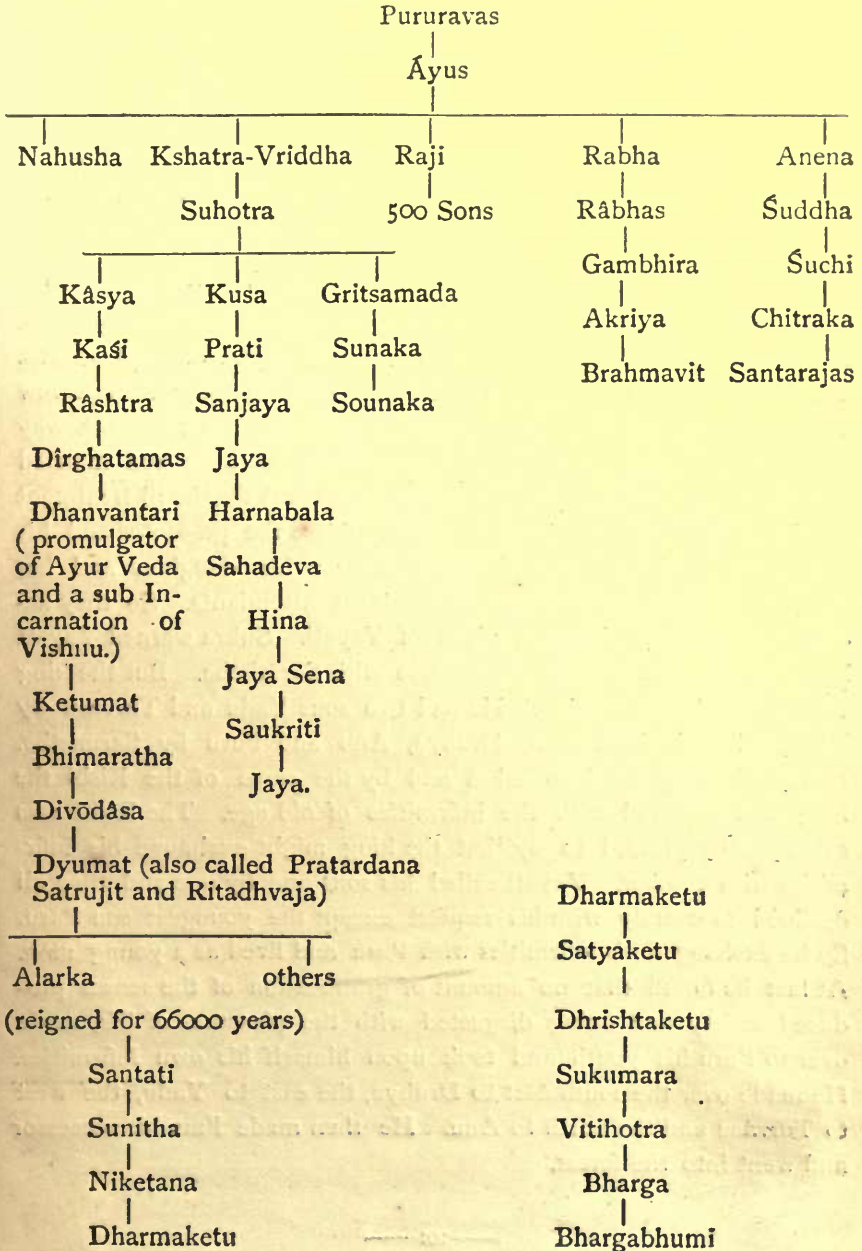 Pururavas
Áyus
Nahusha Kshatra-Vriddha Raji Rabha Anena
Suhotra 500 Sons Râbhas Śuddha
Gambhira Śuchi
Kâsya Kusa Gritsamada
Akriya Chitraka
Kaśi Prati Sunaka
Brahmavit Santarajas
Râshtra Sanjaya Sounaka
Dîrghatamas Jaya
Dhanvantari Harnabala
( promulgator
of Ayur Veda Sahadeva
and a sub In-
carnation of Hina
Vishuu.)
Jaya Sena
Ketumat
Saukriti
Bhimaratha
Jaya.
Divōdâsa
Dyumat (also called Pratardana
Satrujit and Ritadhvaja) Dharmaketu
Satyaketu
Alarka others
(reigned for 66000 years) Dhrishtaketu
Santati Sukumara
Sunitha Vitihotra
Niketana Bharga
Dharmaketu Bhargabhumi